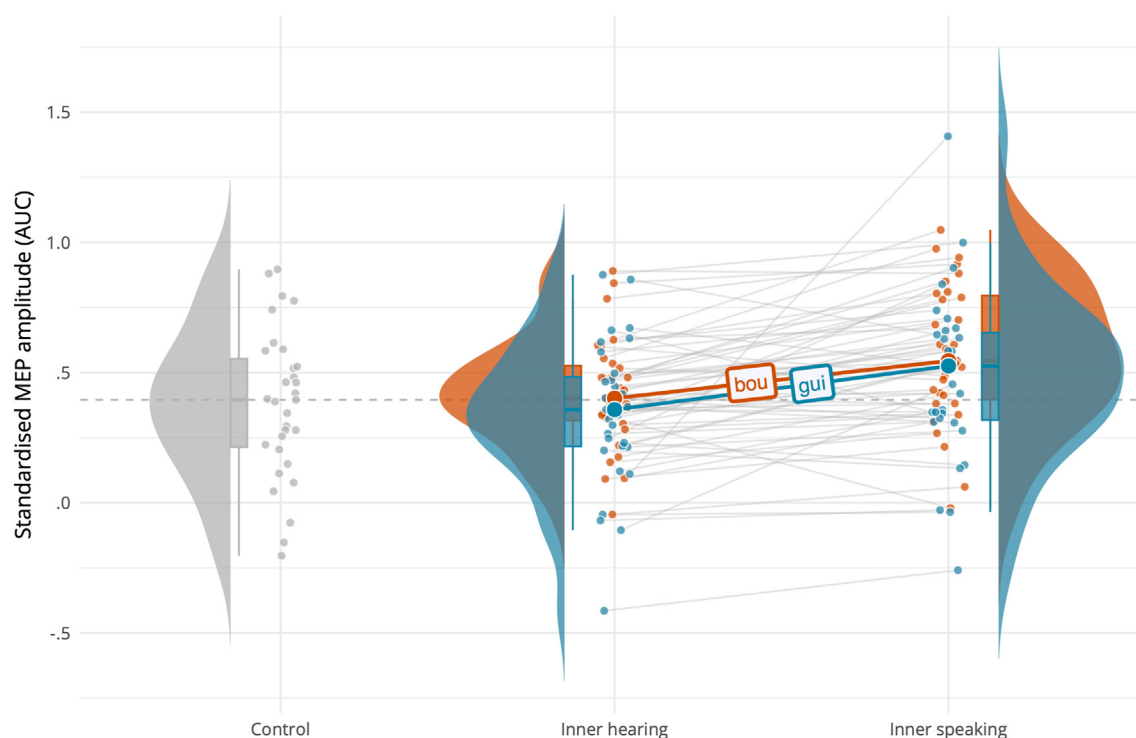 Standardised MEP amplitude (AUC)
1.5
1.0
.5
.0
-.5
bou
gui
Control
Inner hearing
Inner speaking